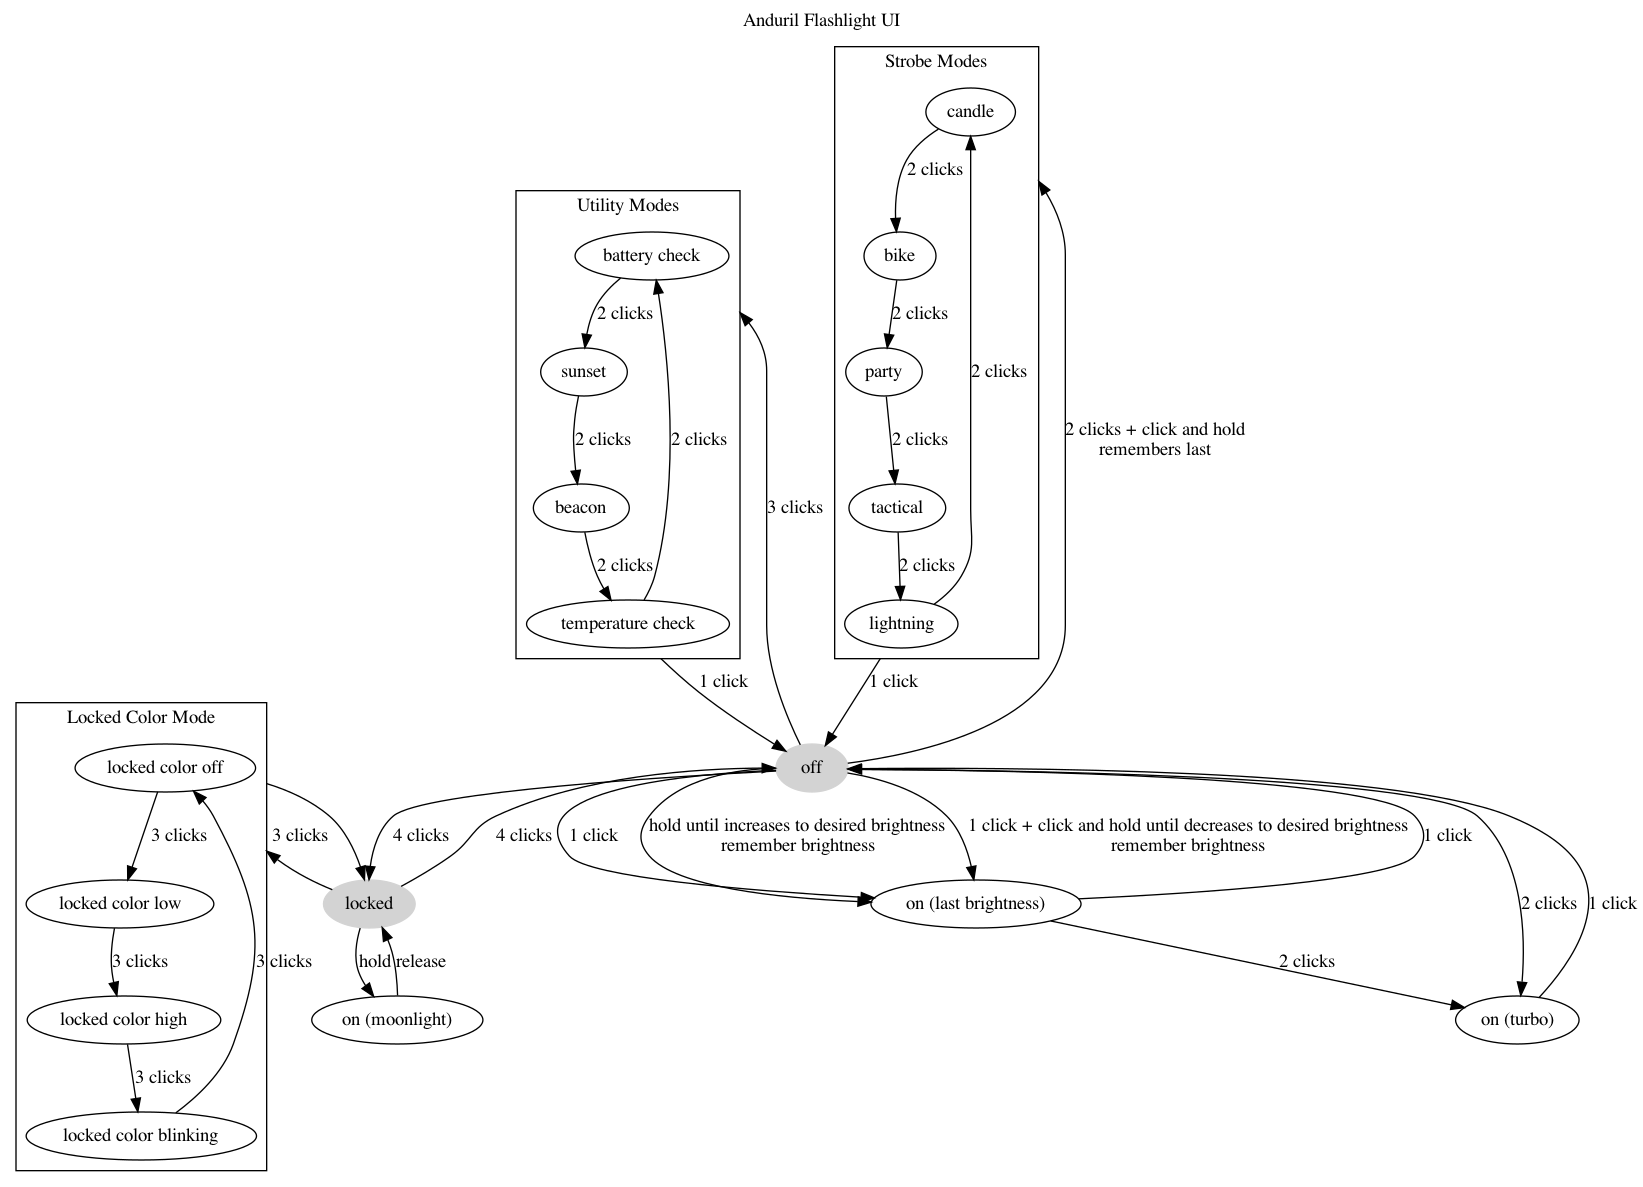 Anduril Flashlight UI
Strobe Modes
candle
2 clicks
Utility Modes
battery check
bike
2 clicks
2 clicks
sunset
party
2 clicks
2 clicks
2 clicks
2 clicks
2 clicks + click and hold
remembers last
beacon
3 clicks
tactical
2 clicks
2 clicks
temperature check
lightning
1 click
1 click
Locked Color Mode
locked color off
off
3 clicks
3 clicks
4 clicks
4 clicks
1 click
hold until increases to desired brightness
remember brightness
1 click + click and hold until decreases to desired brightness
remember brightness
1 click
locked color low
locked
on (last brightness)
2 clicks
1 click
3 clicks
3 clicks
hold
release
2 clicks
locked color high
on (moonlight)
on (turbo)
3 clicks
locked color blinking